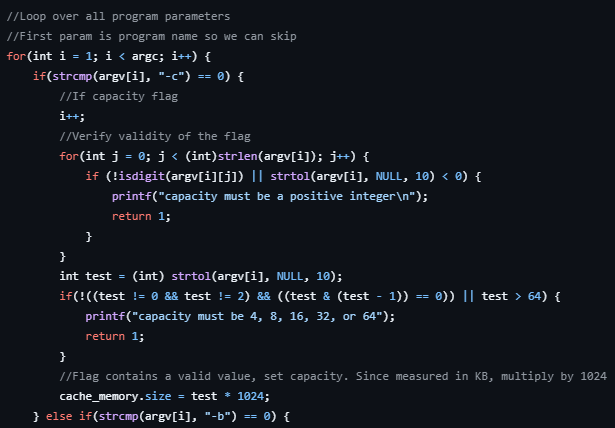 //Loop over all program parameters
//First param is program name so we can skip
for(int i = 1; i < argc; i++) {
    if(strcmp(argv[i], "-c") == 0) {
        //If capacity flag
        i++;
        //Verify validity of the flag
        for(int j = 0; j < (int)strlen(argv[i]); j++) {
            if (!isdigit(argv[i][j]) || strtol(argv[i], NULL, 10) < 0) {
                printf("capacity must be a positive integer\n");
                return 1;
            }
        }
        int test = (int) strtol(argv[i], NULL, 10);
        if(!((test != 0 && test != 2) && ((test & (test - 1)) == 0)) || test > 64) {
            printf("capacity must be 4, 8, 16, 32, or 64");
            return 1;
        }
        //Flag contains a valid value, set capacity. Since measured in KB, multiply by 1024
        cache_memory.size = test * 1024;
    } else if(strcmp(argv[i], "-b") == 0) {